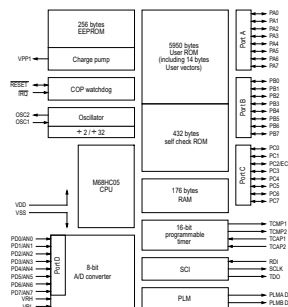 256 bytes
EEPROM
VPP1
Charge pump
5950 bytes
User ROM
(including 14 bytes
User vectors)
Port A
PA0
PA1
PA2
PA3
PA4
PA5
PA6
PA7
RESET
IRQ
COP watchdog
Port B
PB0
PB1
PB2
PB3
PB4
PB5
PB6
PB7
OSC2
OSC1
Oscillator
÷ 2 / ÷ 32
432 bytes
self check ROM
M68HC05
CPU
VDD
VSS
Port C
PC0
PC1
PC2/EC
PC3
PC4
PC5
PC6
PC7
176 bytes
RAM
16-bit
programmable
timer
TCMP1
TCMP2
TCAP1
TCAP2
PD0/AN0
PD1/AN1
PD2/AN2
PD3/AN3
PD4/AN4
PD5/AN5
PD6/AN6
PD7/AN7
VRH
VRL
Port D
8-bit
A/D converter
SCI
RDI
SCLK
TDO
PLM
PLMA D
PLMB D